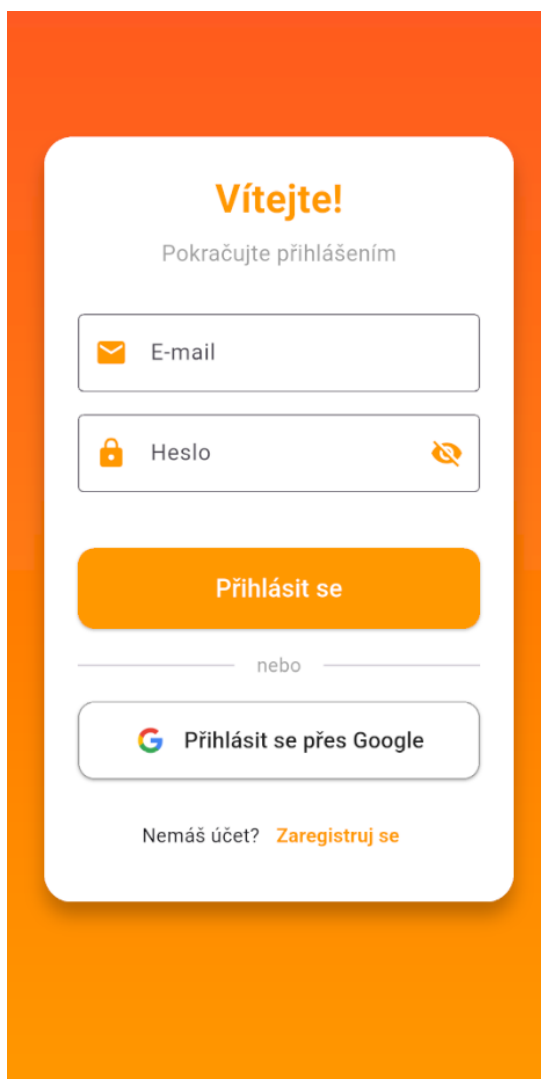 Vítejte!
Pokračujte přihlášením
E-mail
Heslo
Přihlásit se
nebo
Přihlásit se přes Google
Nemáš účet? Zaregistruj se